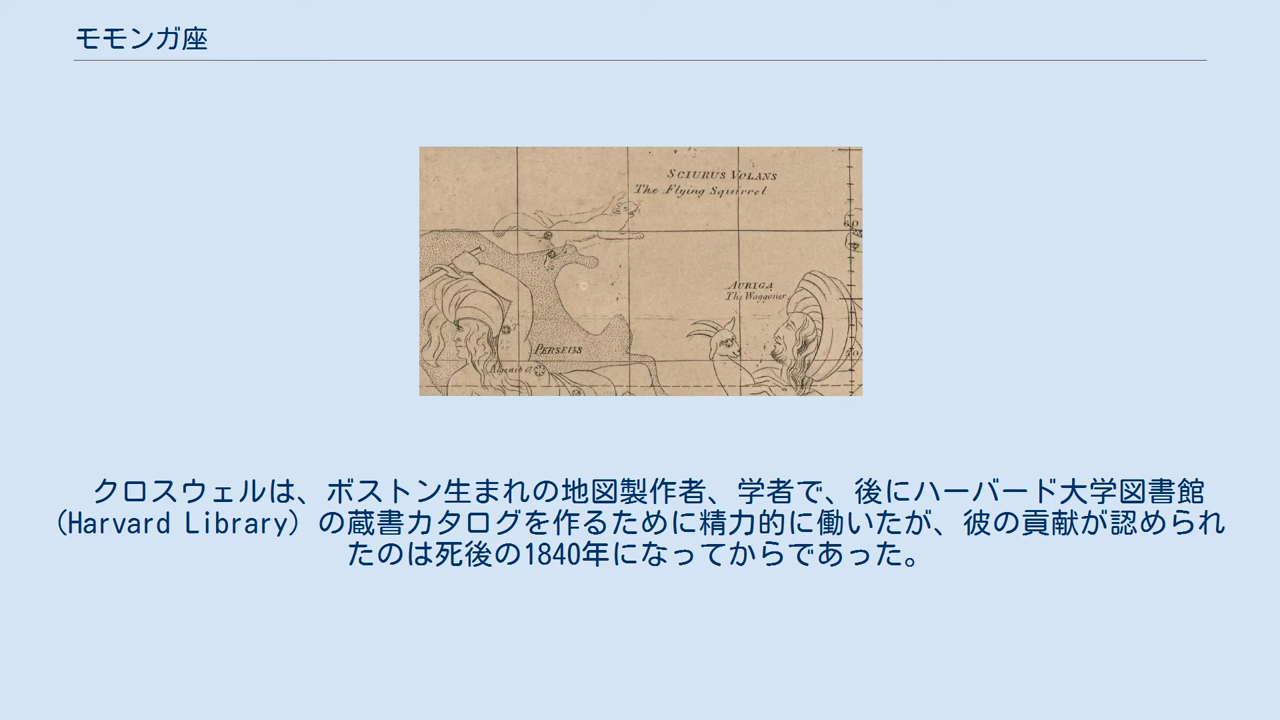 モモンガ座
SCIURUS VOLANS
The Flying Squirrel
AURIGA
The Waggoner
PERSEUS
クロスウェルは、ボストン生まれの地図製作者、学者で、後にハーバード大学図書館
(Harvard Library) の蔵書カタログを作るために精力的に働いたが、彼の貢献が認められ
たのは死後の1840年になってからであった。